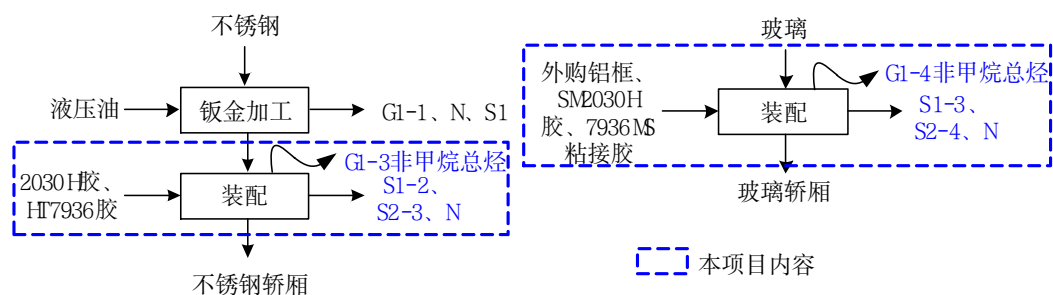 不锈钢
液压油
钣金加工
G1-1、N、S1
G1-3非甲烷总烃
2030H胶、
HT7936胶
装配
S1-2、
S2-3、N
不锈钢轿厢
玻璃
外购铝框、
SM2030H
胶、7936MS
粘接胶
装配
G1-4非甲烷总烃
S1-3、
S2-4、N
玻璃轿厢
本项目内容